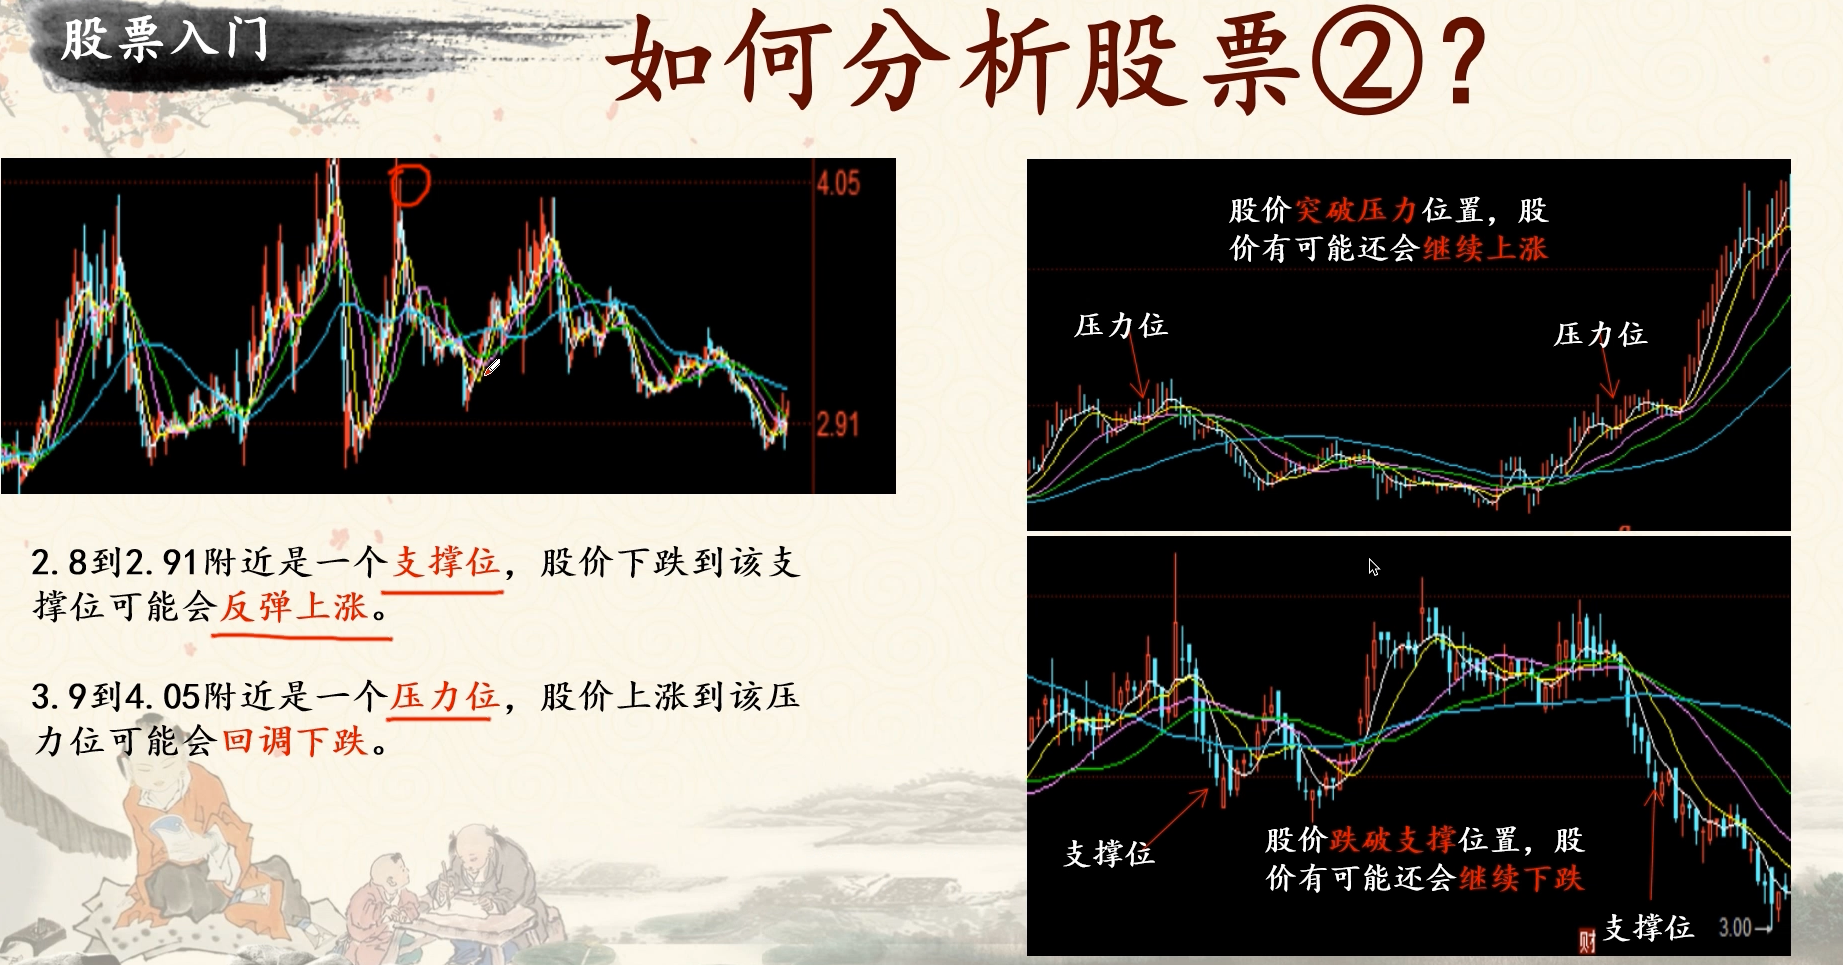 股票入门
如何分析股票②?
4.05
2.91
2.8到2.91附近是一个支撑位，股价下跌到该支
撑位可能会反弹上涨。
3.9到4.05附近是一个压力位，股价上涨到该压
力位可能会回调下跌。
股价突破压力位置，股
价有可能还会继续上涨
压力位
压力位
支撑位
股价跌破支撑位置，股
价有可能还会继续下跌
支撑位
3.00
财